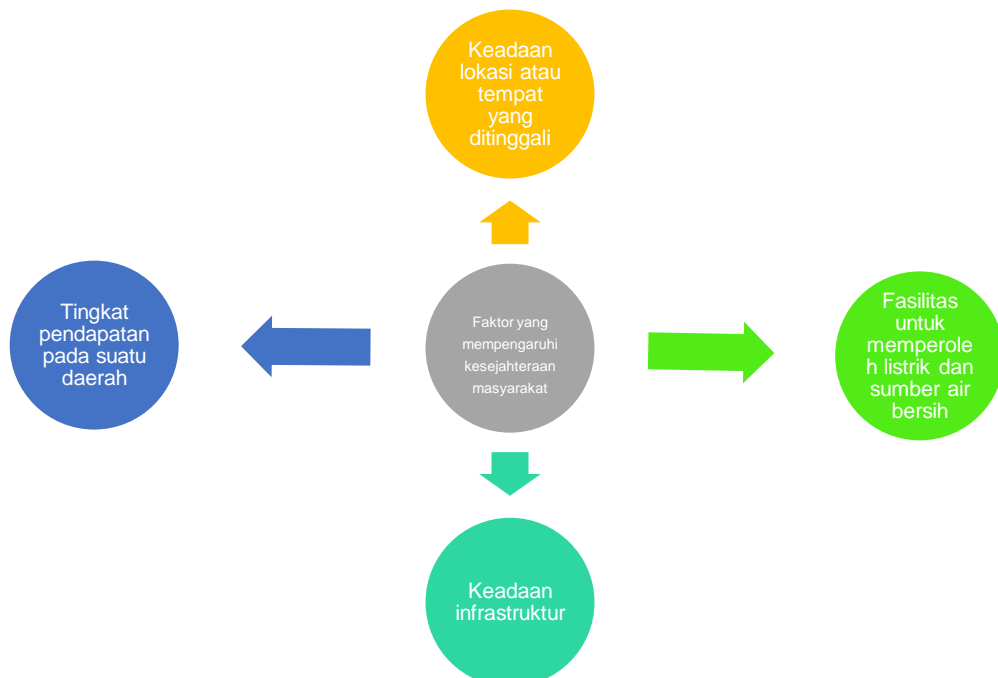 Keadaan
lokasi atau
tempat
yang
ditinggali
Tingkat
pendapatan
pada suatu
daerah
Faktor yang
mempengaruhi
kesejahteraan
masyarakat
Fasilitas
untuk
memperole
h listrik dan
sumber air
bersih
Keadaan
infrastruktur